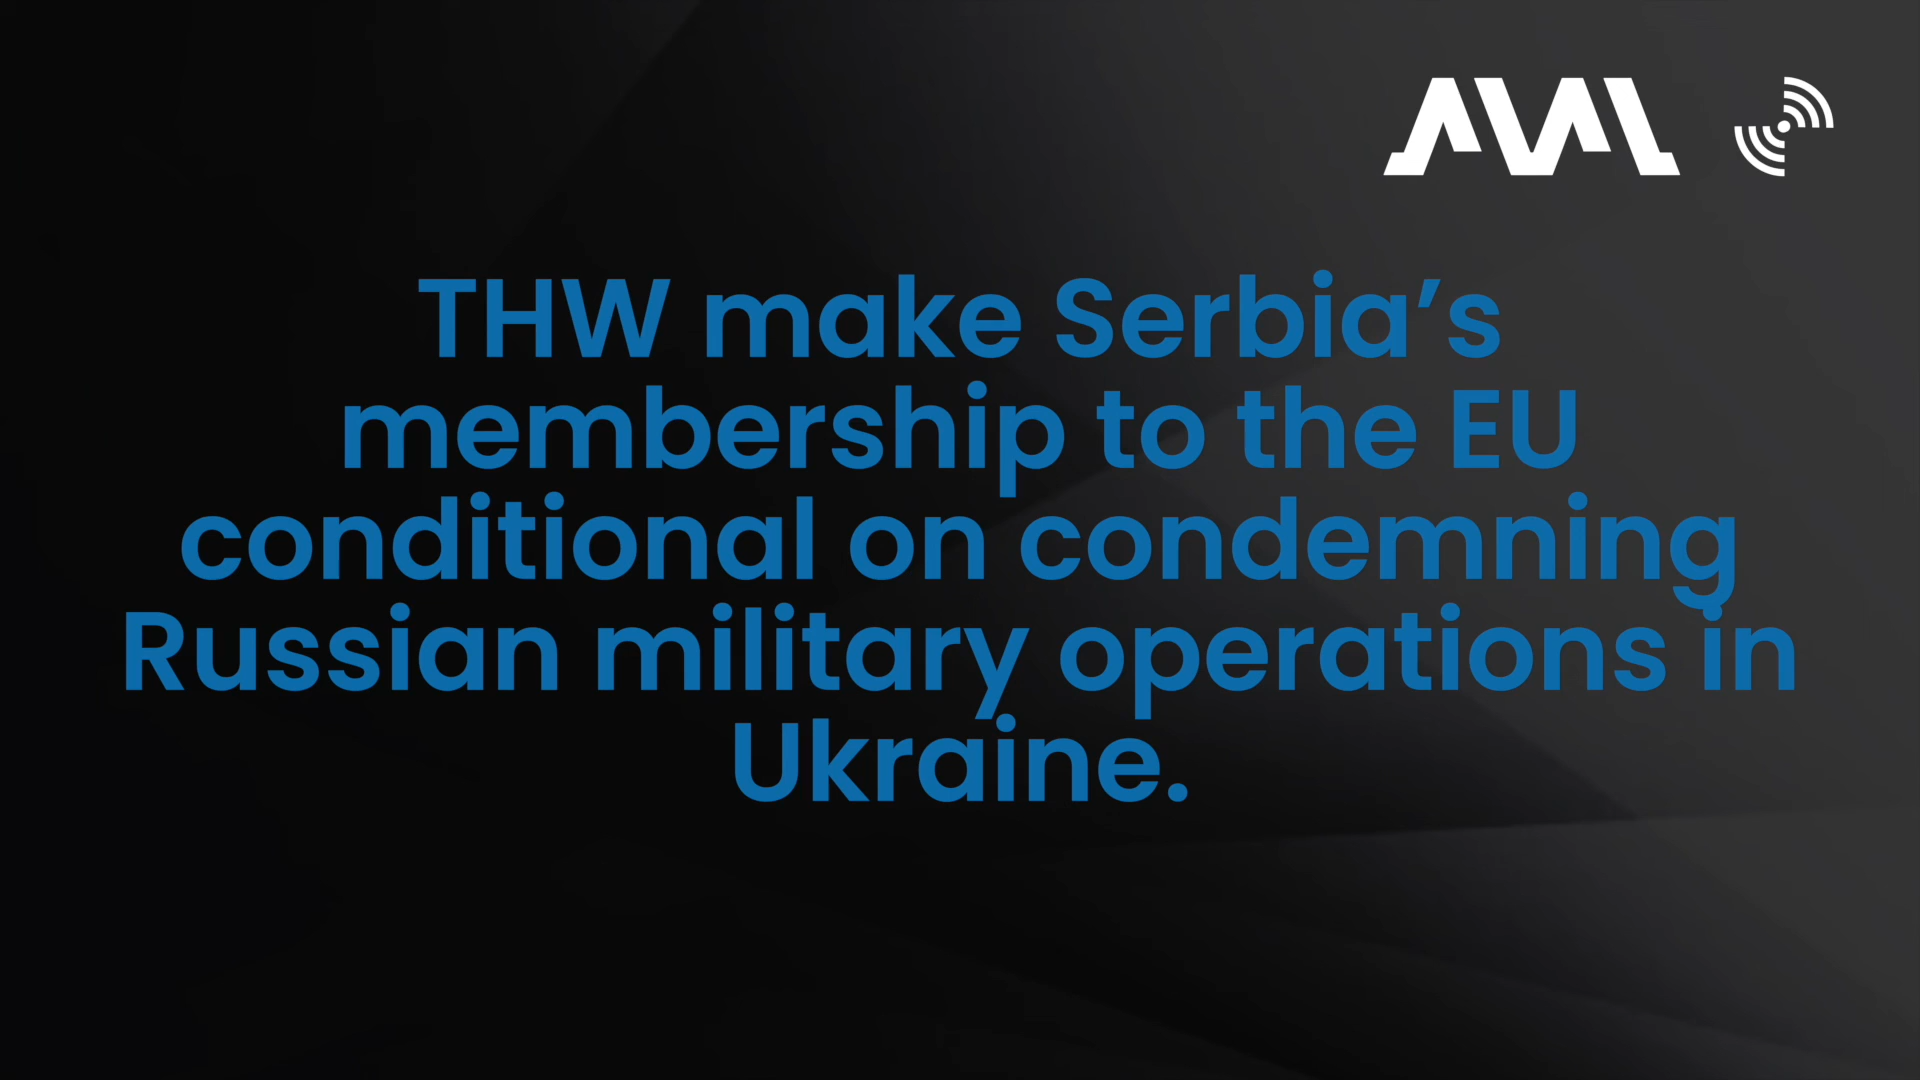 THW make Serbia’s
membership to the EU
conditional on condemning
Russian military operations in
Ukraine.